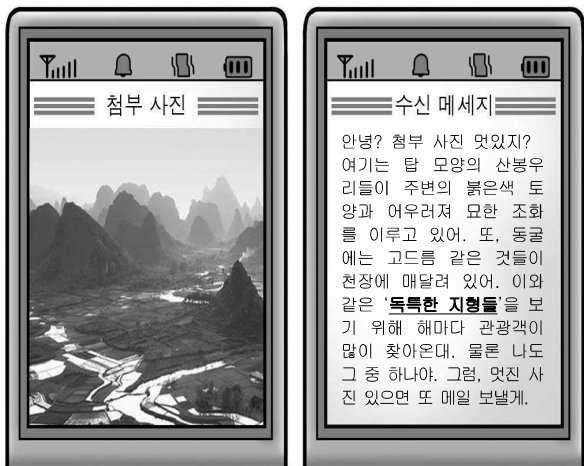 첨부 사진
수신 메세지
안녕? 첨부 사진 멋있지?
여기는 탑 모양의 산봉우
리들이 주변의 붉은색 토
양과 어우러져 묘한 조화
를 이루고 있어. 또, 동굴
에는 고드름 같은 것들이
천장에 매달려 있어. 이와
같은 ‘독특한 지형들’을 보
기 위해 해마다 관광객이
많이 찾아온대. 물론 나도
그 중 하나야. 그럼, 멋진 사
진 있으면 또 메일 보낼게.